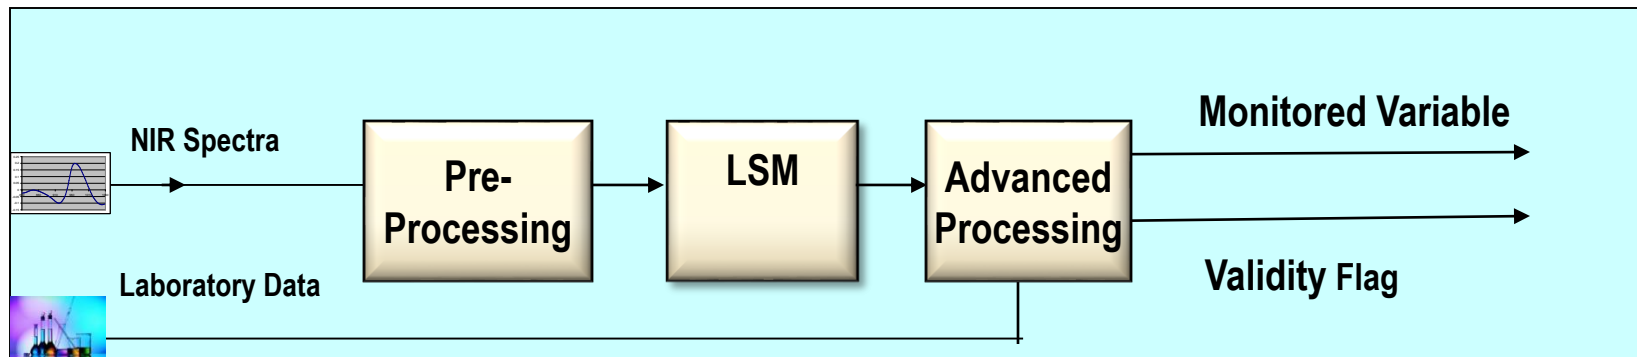 NIR Spectra
Pre-
Processing
LSM
Advanced
Processing
Monitored Variable
Validity Flag
Laboratory Data